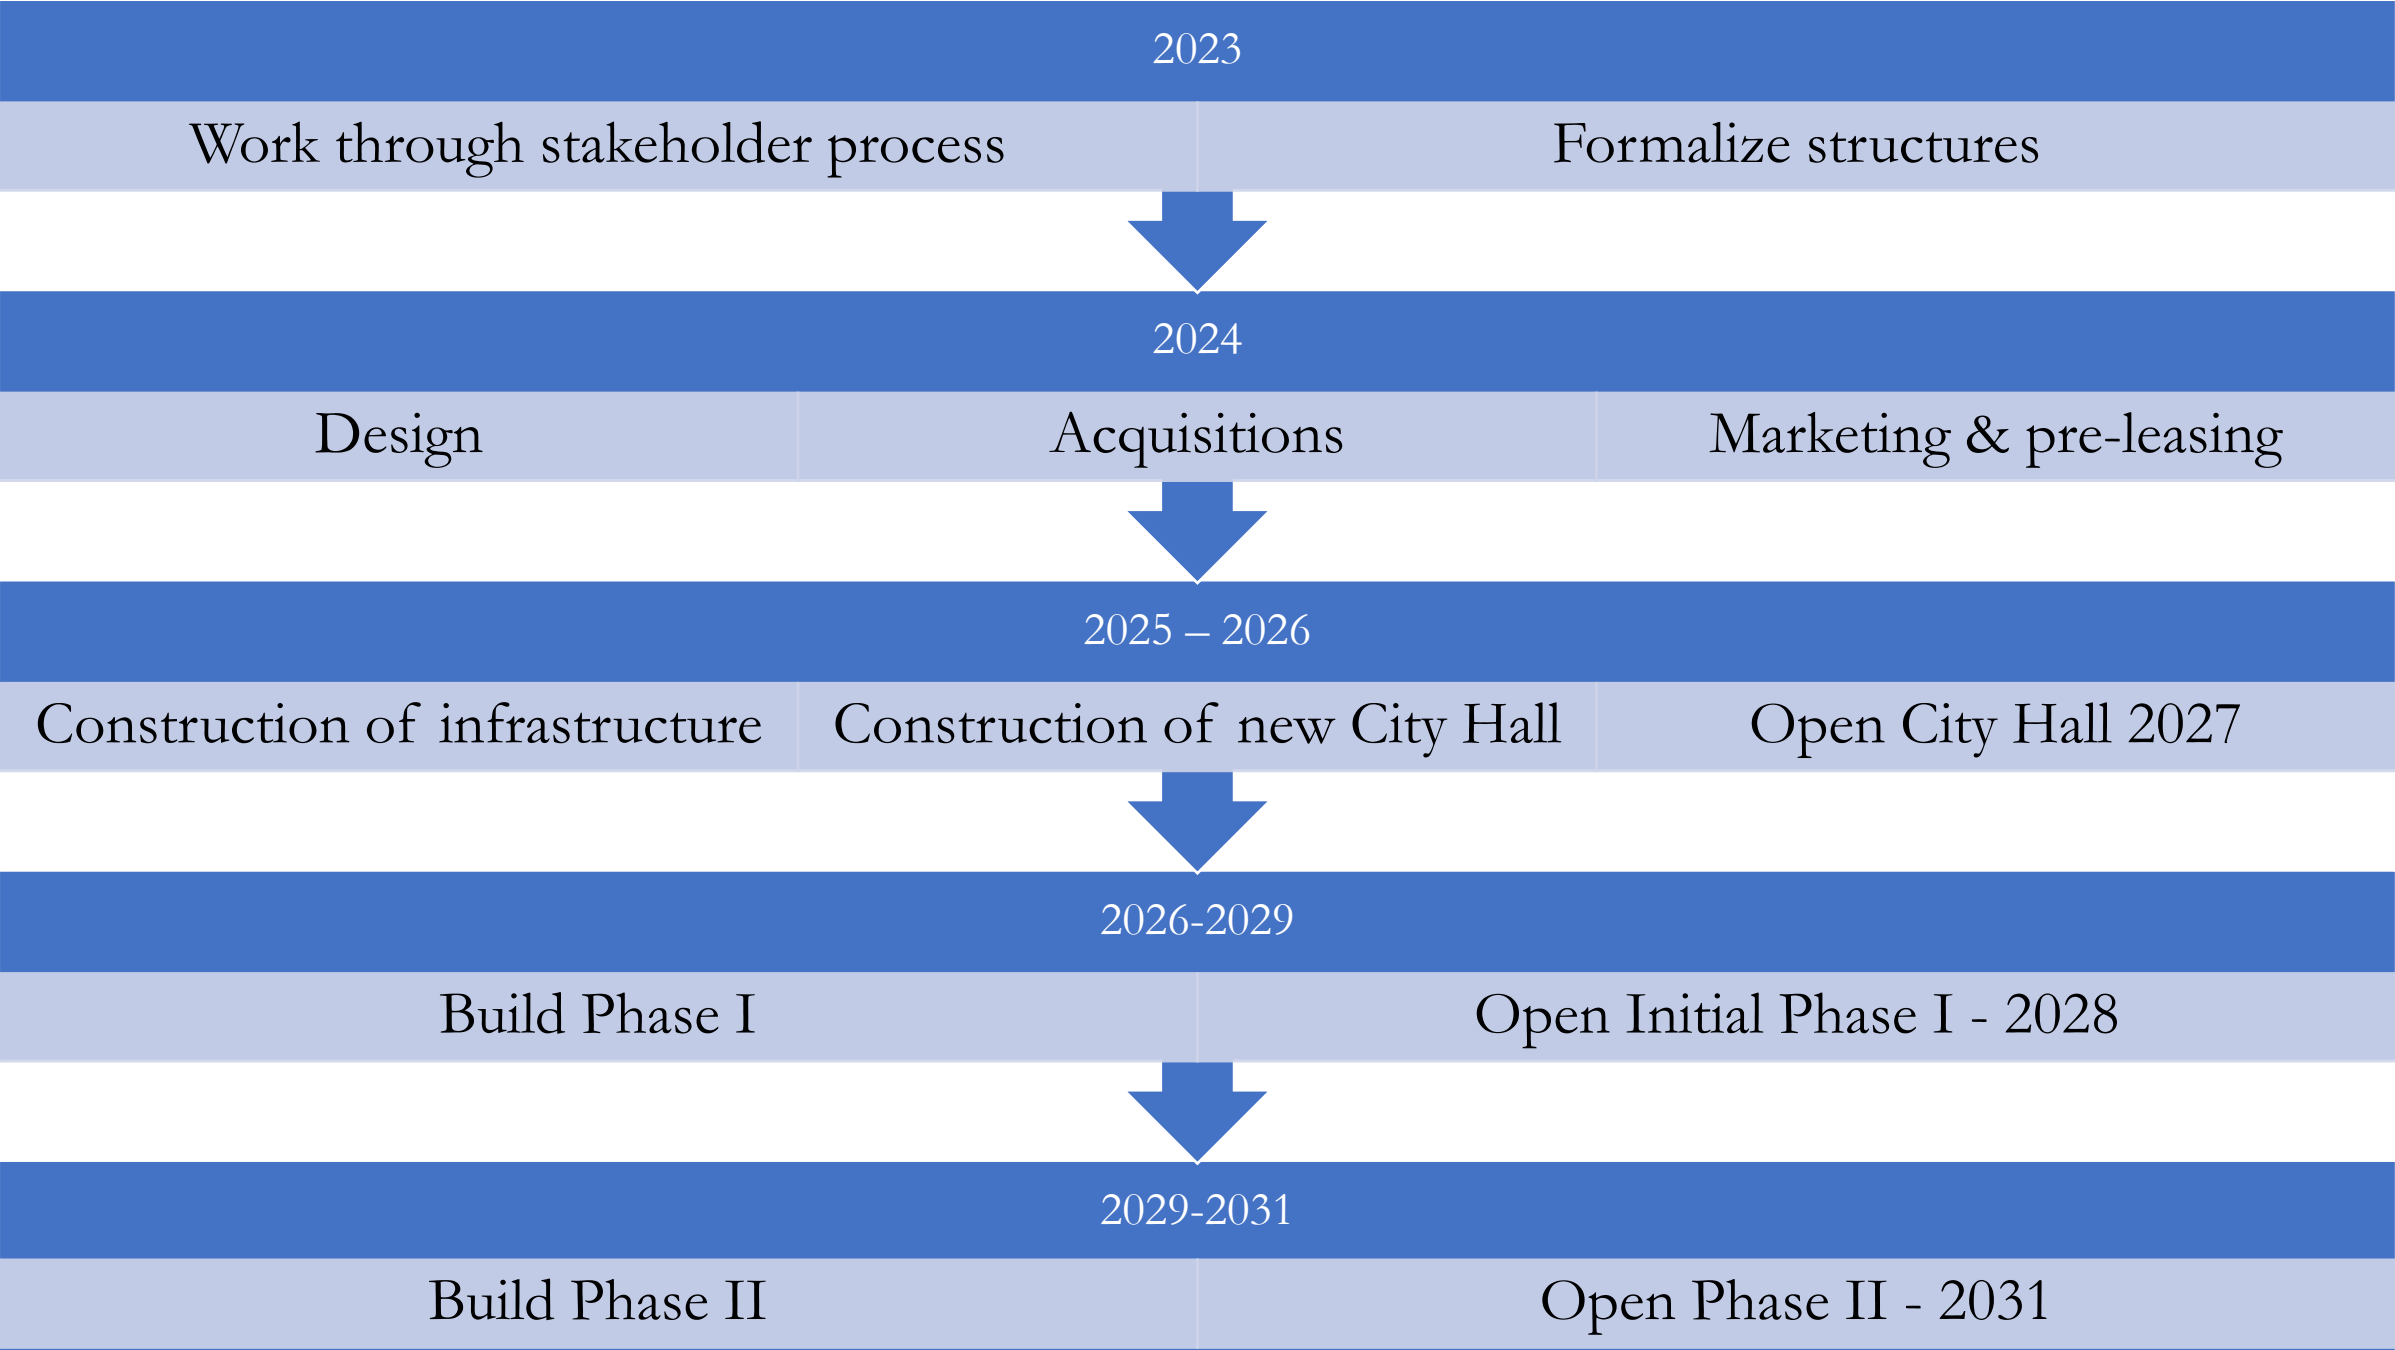 2023
Work through stakeholder process
Formalize structures
2024
Design
Acquisitions
Marketing & pre-leasing
2025 – 2026
Construction of infrastructure
Construction of new City Hall
Open City Hall 2027
2026-2029
Build Phase I
Open Initial Phase I - 2028
2029-2031
Build Phase II
Open Phase II - 2031